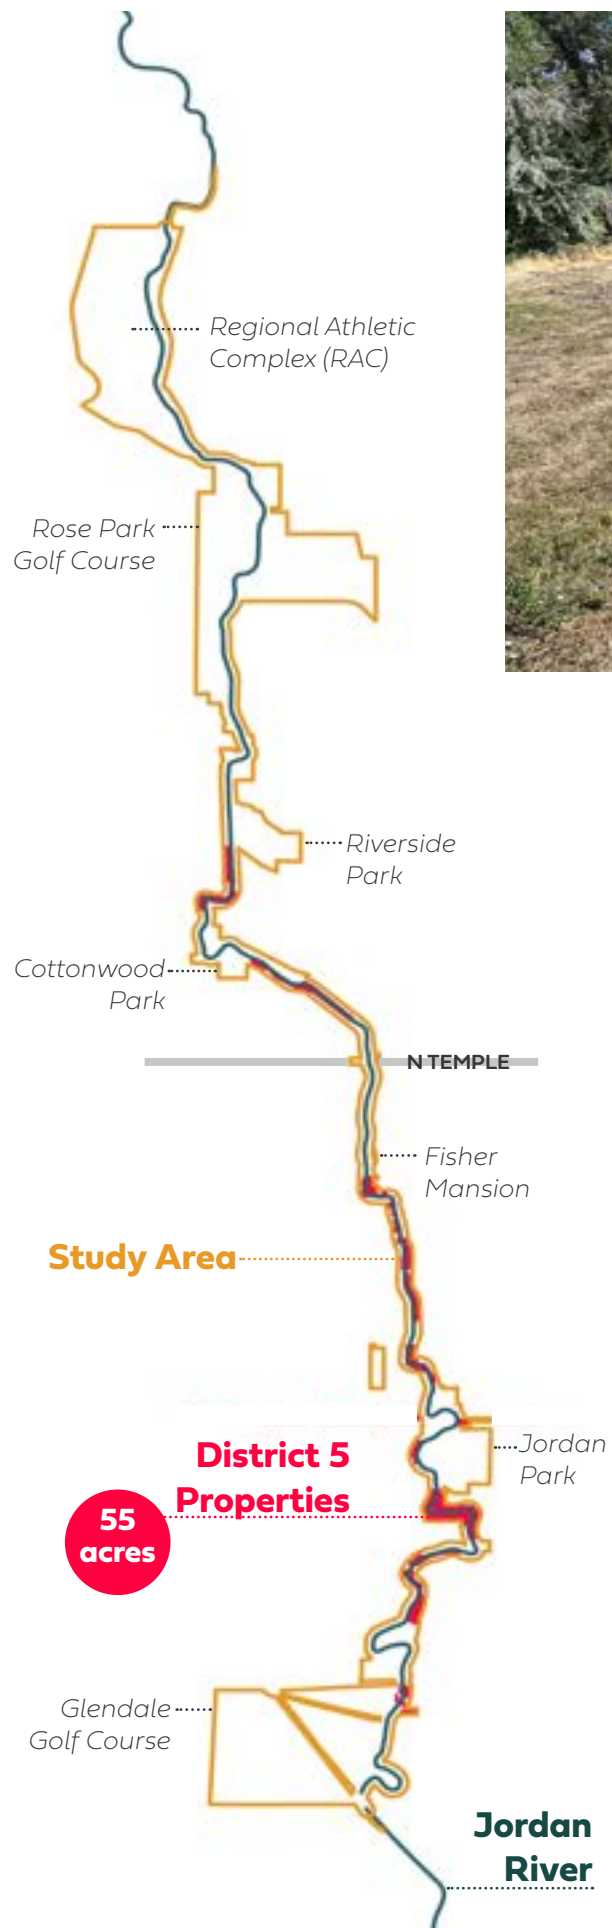 Regional Athletic
Complex (RAC)
Rose Park
Golf Course
Riverside
Park
Cottonwood
Park
N TEMPLE
Fisher
Mansion
Study Area
Jordan
Park
District 5
Properties
55
acres
Glendale
Golf Course
Jordan
River